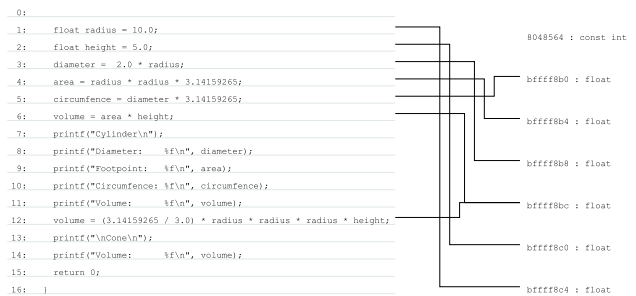 0:
1: float radius = 10.0;
2: float height = 5.0;
3: diameter = 2.0 * radius;
4: area = radius * radius * 3.14159265;
5: circumfence = diameter * 3.14159265;
6: volume = area * height;
7: printf("Cylinder\n");
8: printf("Diameter: %f\n", diameter);
9: printf("Footpoint: %f\n", area);
10: printf("Circumfence: %f\n", circumfence);
11: printf("Volume: %f\n", volume);
12: volume = (3.14159265 / 3.0) * radius * radius * radius * height;
13: printf("\nCone\n");
14: printf("Volume: %f\n", volume);
15: return 0;
16: }
8048564 : const int
bffff8b0 : float
bffff8b4 : float
bffff8b8 : float
bffff8bc : float
bffff8c0 : float
bffff8c4 : float